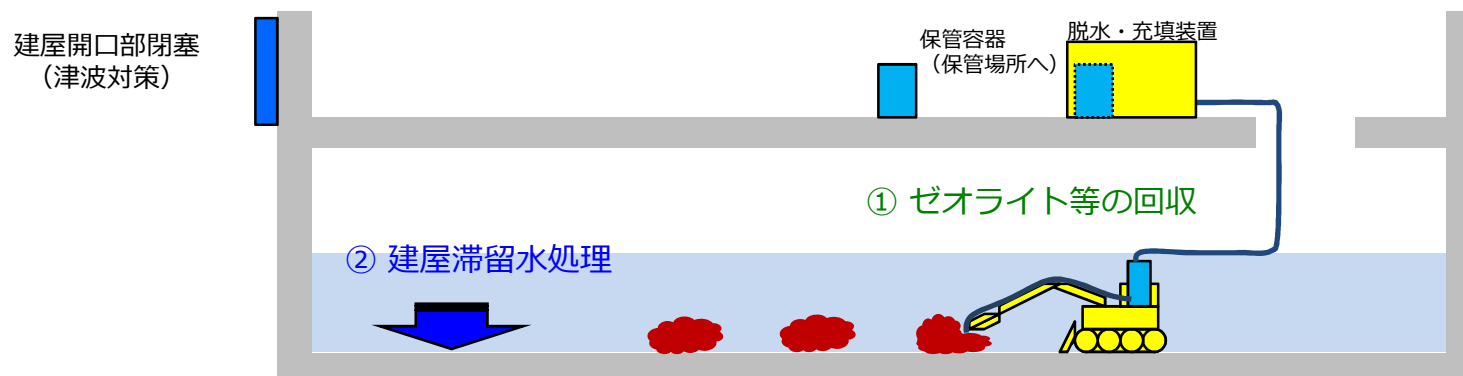 建屋開口部閉塞
（津波対策）
保管容器
（保管場所へ）
脱水・充填装置
① ゼオライト等の回収
② 建屋滞留水処理